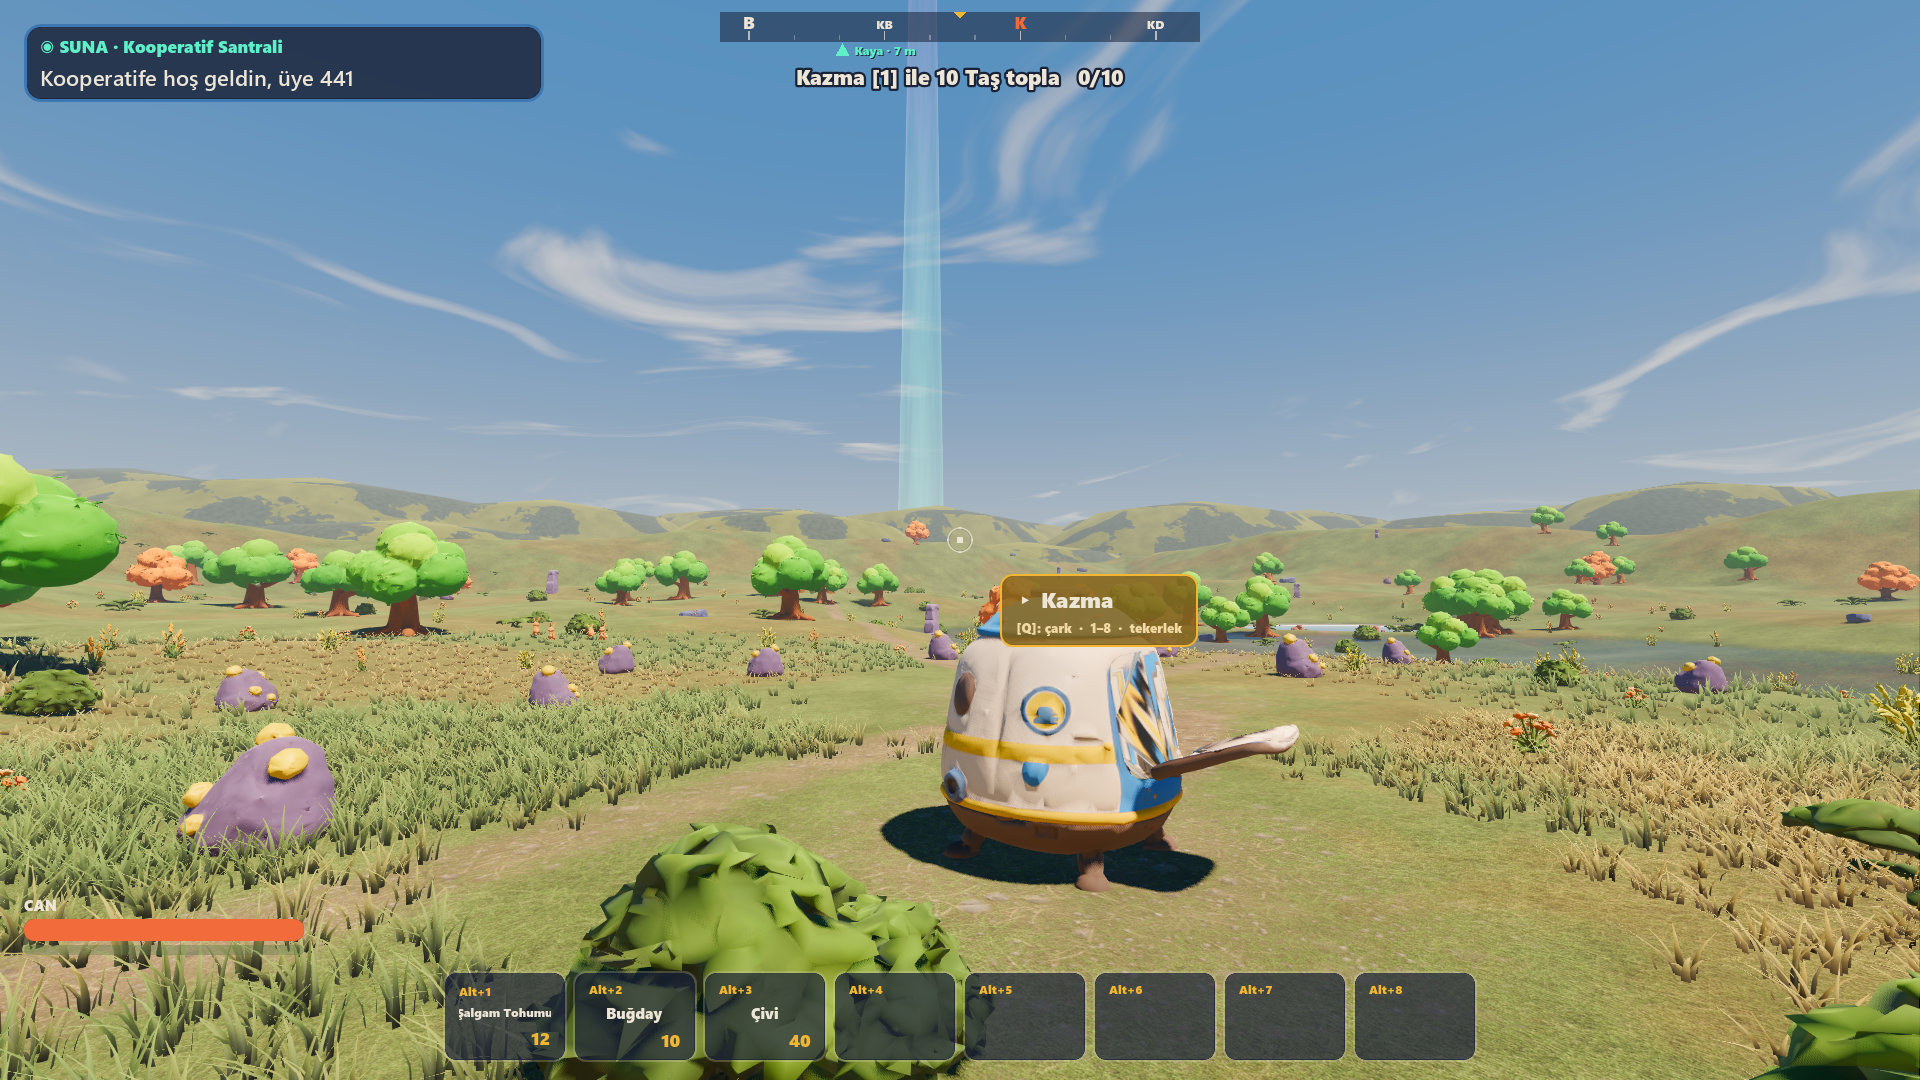 ◉ SUNA · Kooperatif Santrali
Kooperatife hoş geldin, üye 441
B KB K KD
▲ Kaya · 7 m
Kazma [1] ile 10 Taş topla 0/10
▸ Kazma
[Q]: çark · 1–8 · tekerlek
CAN
Alt+1 Alt+2 Alt+3 Alt+4 Alt+5 Alt+6 Alt+7 Alt+8
Şalgam Tohumu Buğday Çivi
12 10 40